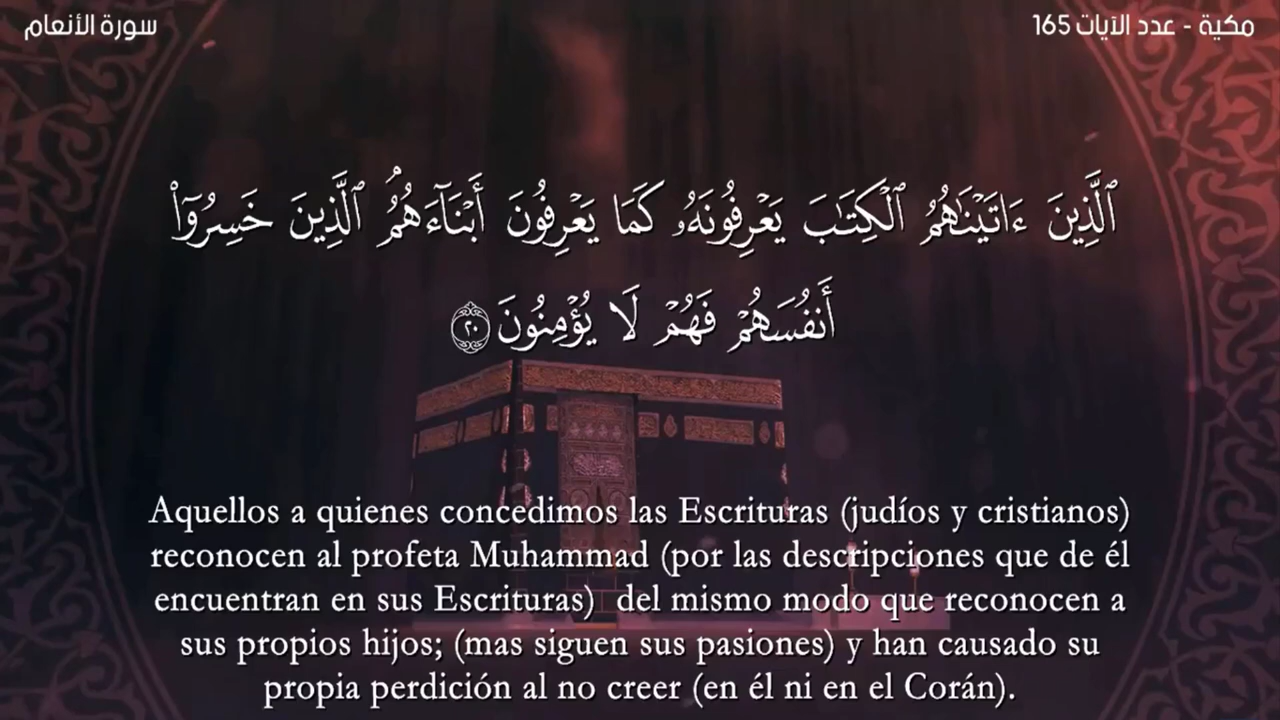 مكية - عدد الآيات 165
سورة الأنعام
ٱلَّذِينَ ءَاتَيْنَٰهُمُ ٱلْكِتَٰبَ يَعْرِفُونَهُۥ كَمَا يَعْرِفُونَ أَبْنَآءَهُمُ ۘ ٱلَّذِينَ خَسِرُوٓا۟
أَنفُسَهُمْ فَهُمْ لَا يُؤْمِنُونَ ٢٠
Aquellos a quienes concedimos las Escrituras (judíos y cristianos)
reconocen al profeta Muhammad (por las descripciones que de él
encuentran en sus Escrituras)  del mismo modo que reconocen a
sus propios hijos; (mas siguen sus pasiones) y han causado su
propia perdición al no creer (en él ni en el Corán).